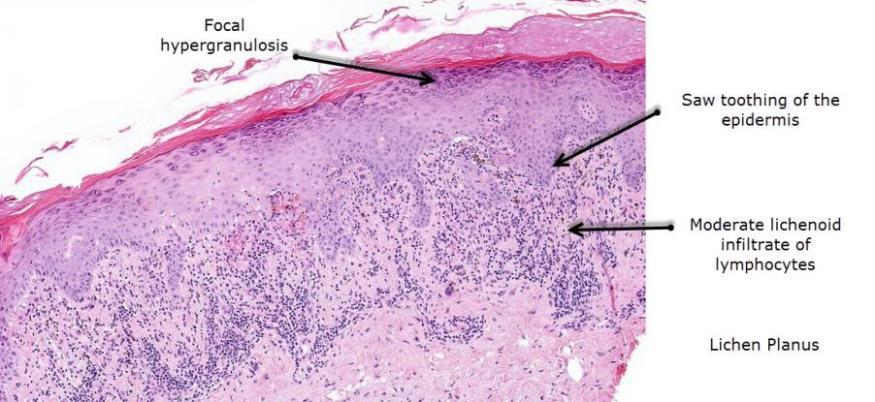 Focal
hypergranulosis
Saw toothing of the
epidermis
Moderate lichenoid
infiltrate of
lymphocytes
Lichen Planus